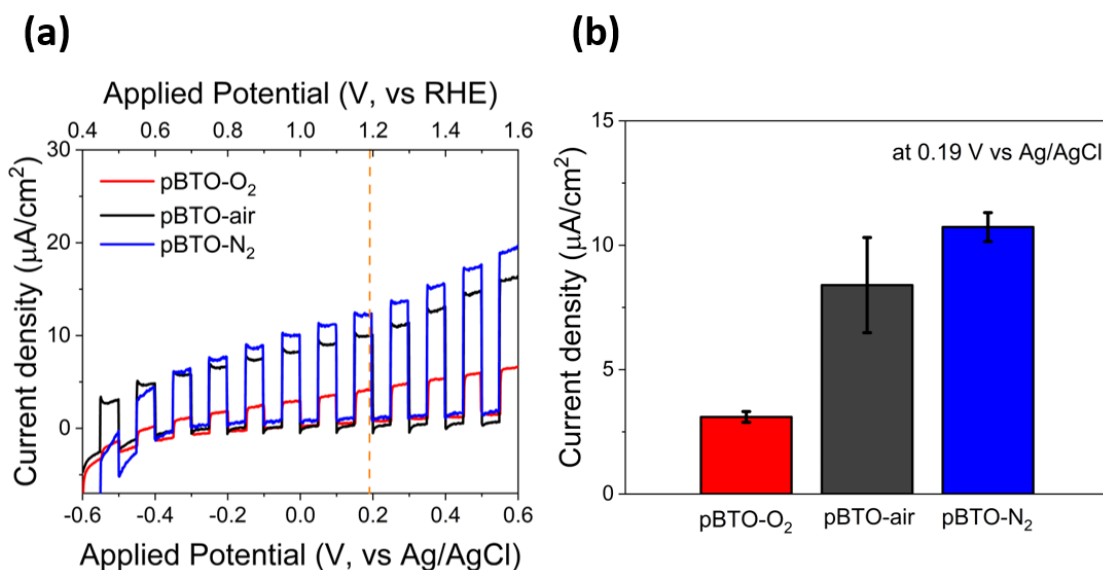 (a)
Applied Potential (V, vs RHE)
0.4 0.6 0.8 1.0 1.2 1.4 1.6
30
20
10
0
Current density (μA/cm²)
pBTO-O₂
pBTO-air
pBTO-N₂
-0.6 -0.4 -0.2 0.0 0.2 0.4 0.6
Applied Potential (V, vs Ag/AgCl)
(b)
15
10
5
0
Current density (μA/cm²)
at 0.19 V vs Ag/AgCl
pBTO-O₂ pBTO-air pBTO-N₂